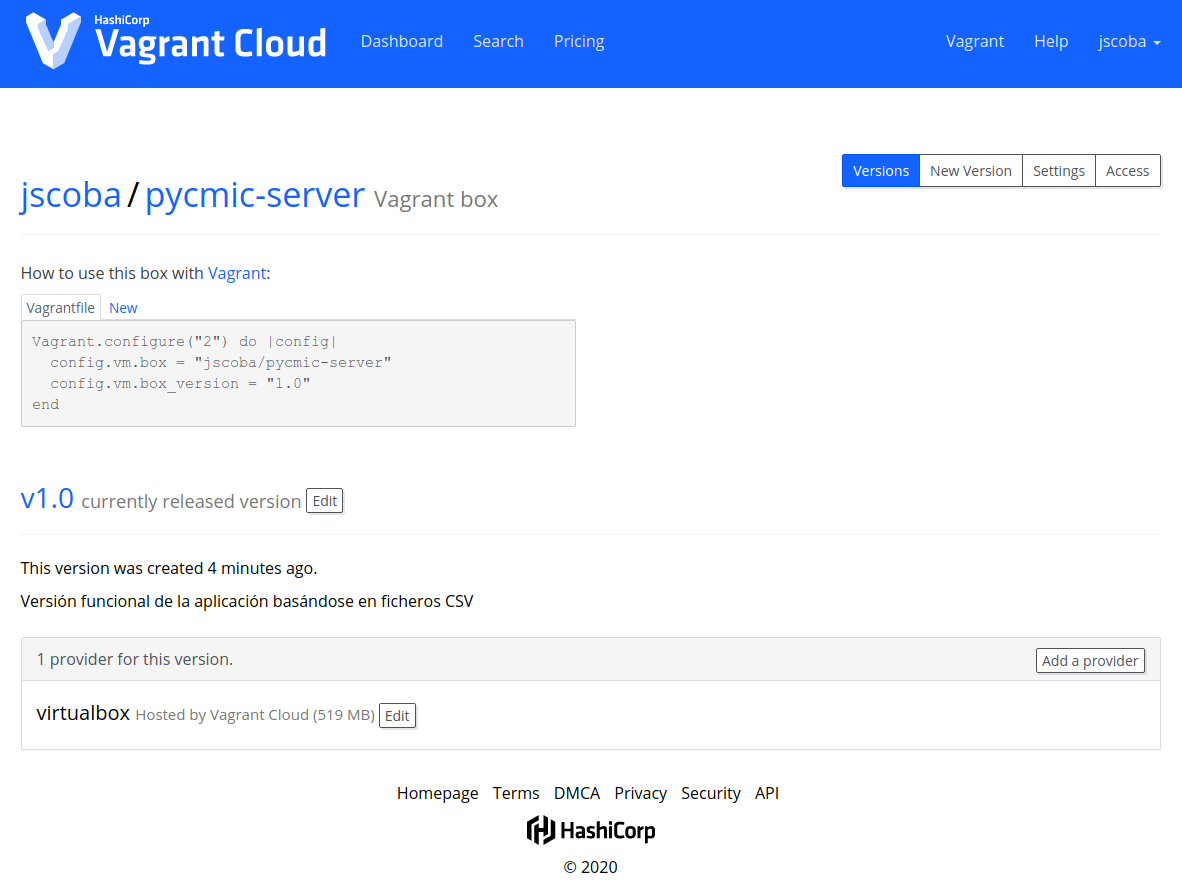 HashiCorp
Vagrant Cloud Dashboard Search Pricing Vagrant Help jscoba
Versions New Version Settings Access
jscoba / pycmic-server Vagrant box
How to use this box with Vagrant:
Vagrantfile New
Vagrant.configure("2") do |config|
  config.vm.box = "jscoba/pycmic-server"
  config.vm.box_version = "1.0"
end
v1.0 currently released version Edit
This version was created 4 minutes ago.
Versión funcional de la aplicación basándose en ficheros CSV
1 provider for this version. Add a provider
virtualbox Hosted by Vagrant Cloud (519 MB) Edit
Homepage Terms DMCA Privacy Security API
HashiCorp
© 2020